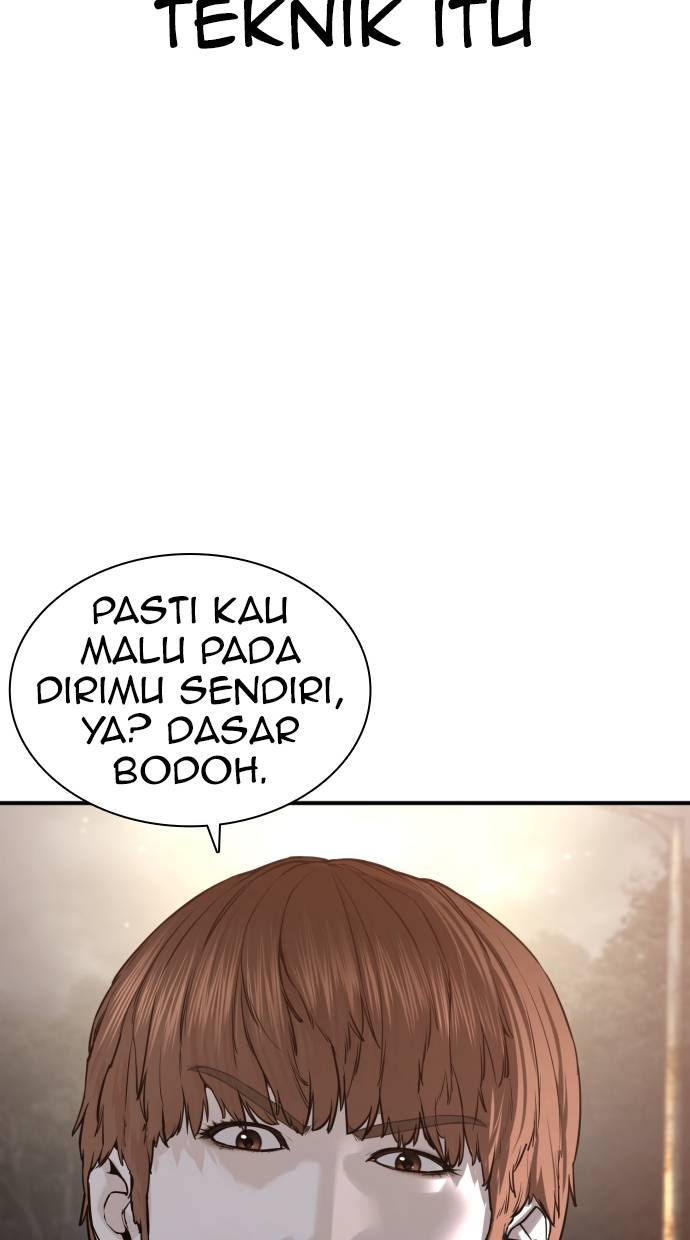 TEKNIK ITU
PASTI KAU
MALU PADA
DIRIMU SENDIRI,
YA? DASAR
BODOH.